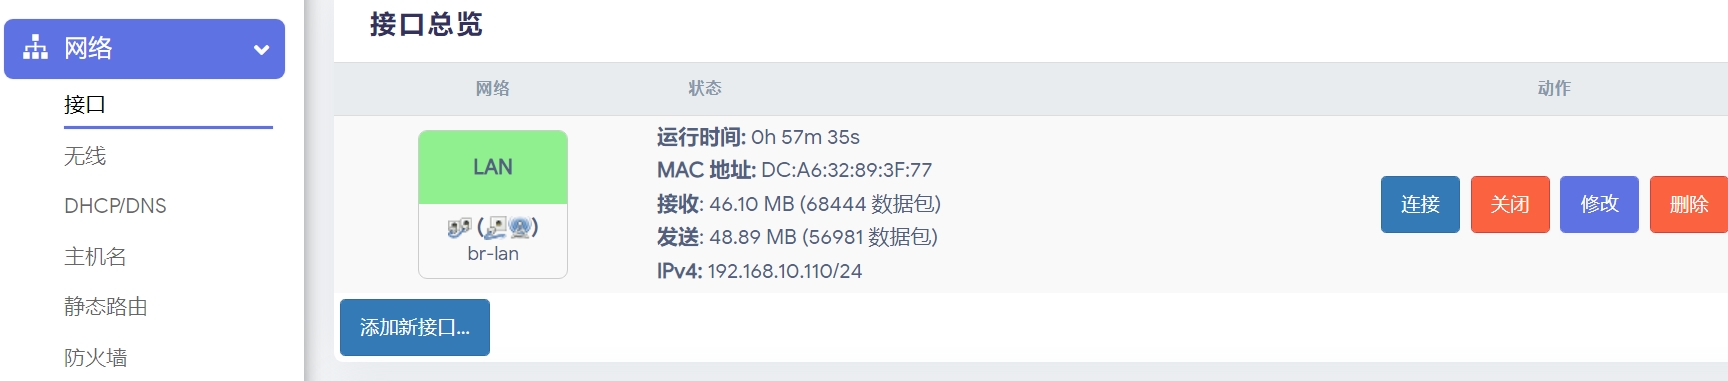 接口总览
网络
接口
无线
DHCP/DNS
主机名
静态路由
防火墙
网络 状态 动作
LAN
br-lan
运行时间: 0h 57m 35s
MAC 地址: DC:A6:32:89:3F:77
接收: 46.10 MB (68444 数据包)
发送: 48.89 MB (56981 数据包)
IPv4: 192.168.10.110/24
连接 关闭 修改 删除
添加新接口...